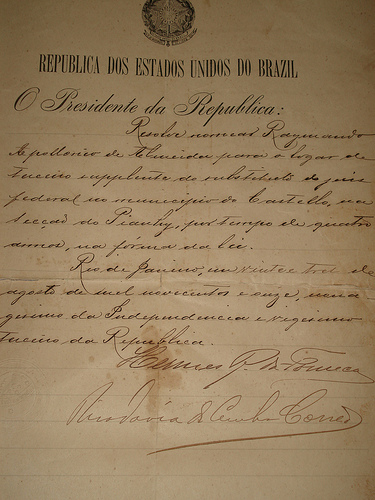 REPUBLICA DOS ESTADOS UNIDOS DO BRAZIL
O Presidente da Republica:
Resolve nomear Raymundo
Apollonio de Almeida para o logar de
terceiro supplente do substituto do juiz
federal no municipio do Castello, na
secção do Piauhy, por tempo de quatro
annos, na forma da lei.
Rio de Janeiro, em vinte e tres de
agosto de mil novecentos e onze, nona
gesimo da Independencia e vigesimo
terceiro da Republica.
Hermes R. da Fonseca
Rivadavia da Cunha Corrêa